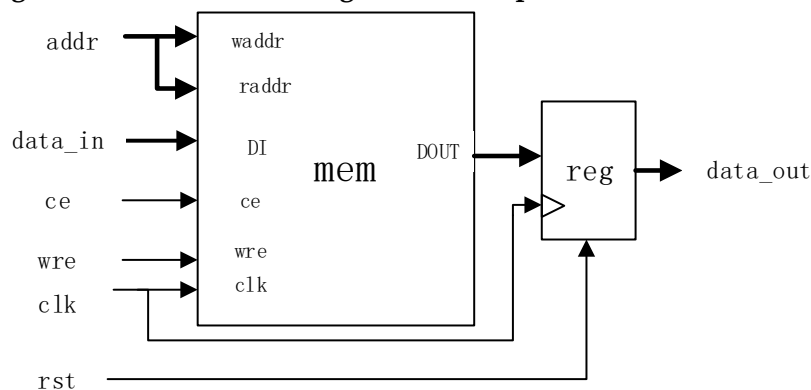 addr
waddr
raddr
data_in
DI
mem
DOUT
reg
data_out
ce
ce
wre
wre
clk
clk
rst